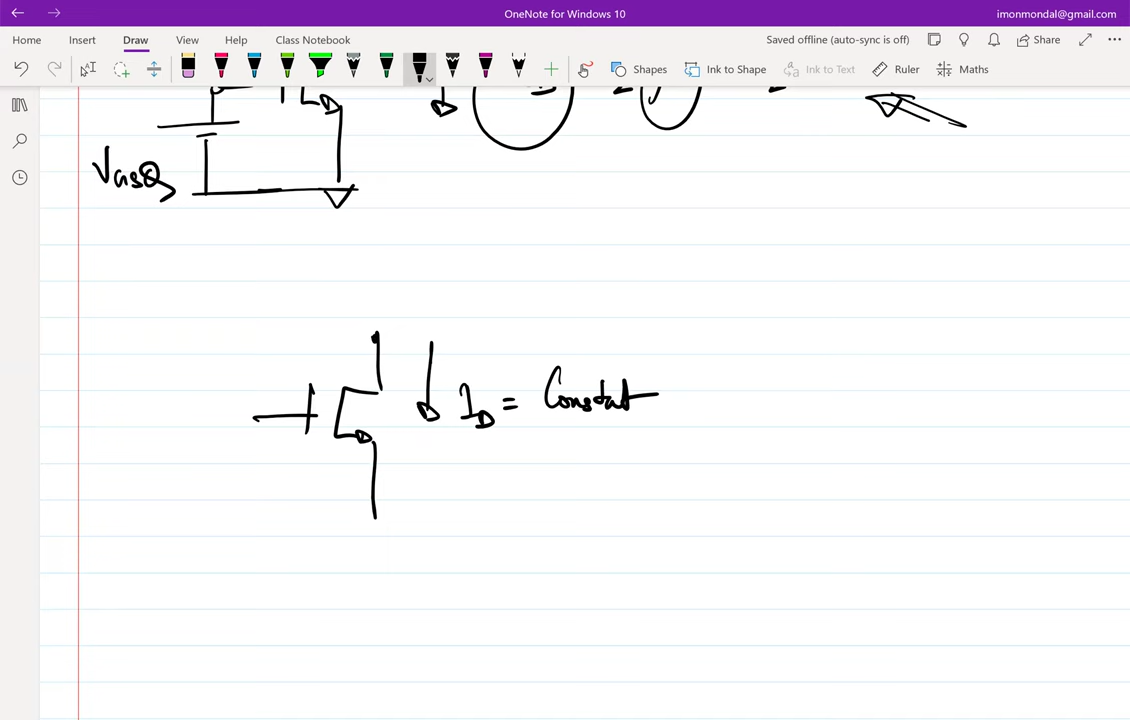 OneNote for Windows 10
imonmondal@gmail.com
Home Insert Draw View Help Class Notebook
Saved offline (auto-sync is off) Share
Shapes Ink to Shape Ink to Text Ruler Maths
VGSQ
ID = Constat